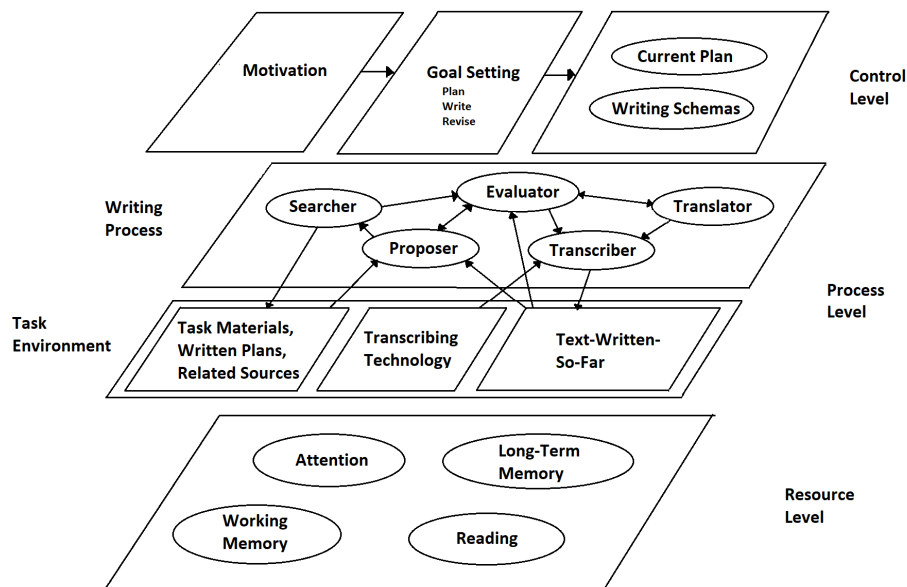 Motivation
Goal Setting
Plan
Write
Revise
Current Plan
Writing Schemas
Control
Level
Writing
Process
Searcher
Evaluator
Translator
Proposer
Transcriber
Process
Level
Task
Environment
Task Materials,
Written Plans,
Related Sources
Transcribing
Technology
Text-Written-
So-Far
Attention
Long-Term
Memory
Working
Memory
Reading
Resource
Level